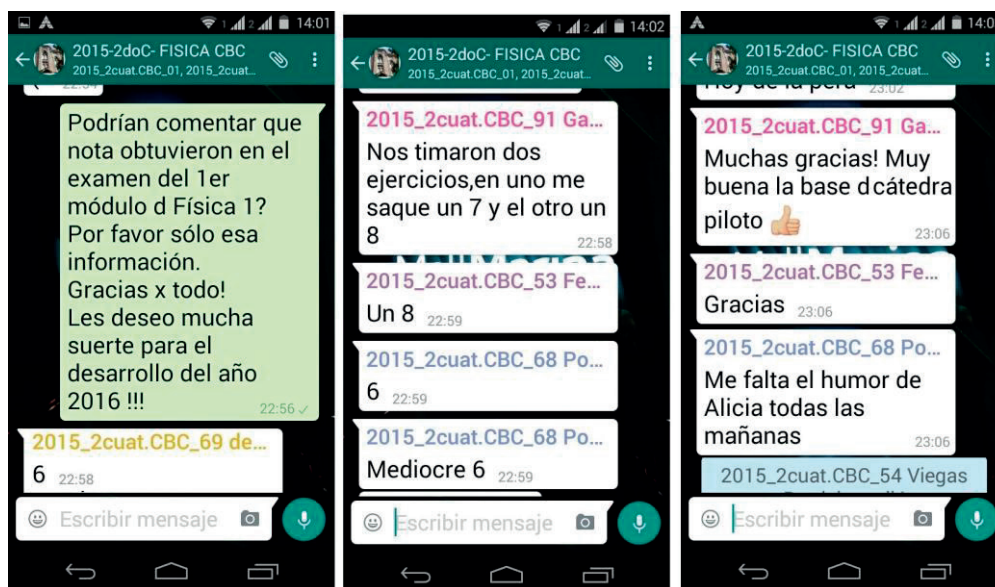 14:01
2015-2doC- FISICA CBC
2015_2cuat.CBC_01, 2015_2cuat...
Podrían comentar que
nota obtuvieron en el
examen del 1er
módulo d Física 1?
Por favor sólo esa
información.
Gracias x todo!
Les deseo mucha
suerte para el
desarrollo del año
2016 !!!
22:56
2015_2cuat.CBC_69 de...
6 22:58
Escribir mensaje
1 2 14:02
2015-2doC- FISICA CBC
2015_2cuat.CBC_01, 2015_2cuat...
2015_2cuat.CBC_91 Ga...
Nos timaron dos
ejercicios,en uno me
saque un 7 y el otro un
8
22:58
2015_2cuat.CBC_53 Fe...
Un 8 22:59
2015_2cuat.CBC_68 Po...
6 22:59
2015_2cuat.CBC_68 Po...
Mediocre 6 22:59
Escribir mensaje
2015-2doC- FISICA CBC
2015_2cuat.CBC_01, 2015_2cuat...
23:02
2015_2cuat.CBC_91 Ga...
Muchas gracias! Muy
buena la base d cátedra
piloto 👍🏼
23:06
2015_2cuat.CBC_53 Fe...
Gracias 23:06
2015_2cuat.CBC_68 Po...
Me falta el humor de
Alicia todas las
mañanas
23:06
2015_2cuat.CBC_54 Viegas
Escribir mensaje